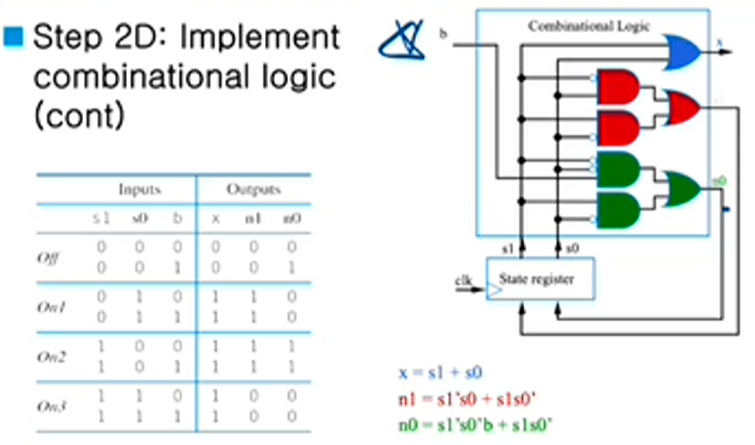 Step 2D: Implement
combinational logic
(cont)
Inputs Outputs
s1 s0 b x n1 n0
Off 0 0 0 0 0 0
0 0 1 0 0 1
On1 0 1 0 1 1 0
0 1 1 1 1 0
On2 1 0 0 1 1 1
1 0 1 1 1 1
On3 1 1 0 1 0 0
1 1 1 1 0 0
b
Combinational Logic
x
n0
s1 s0
clk
State register
x = s1 + s0
n1 = s1's0 + s1s0'
n0 = s1's0'b + s1s0'